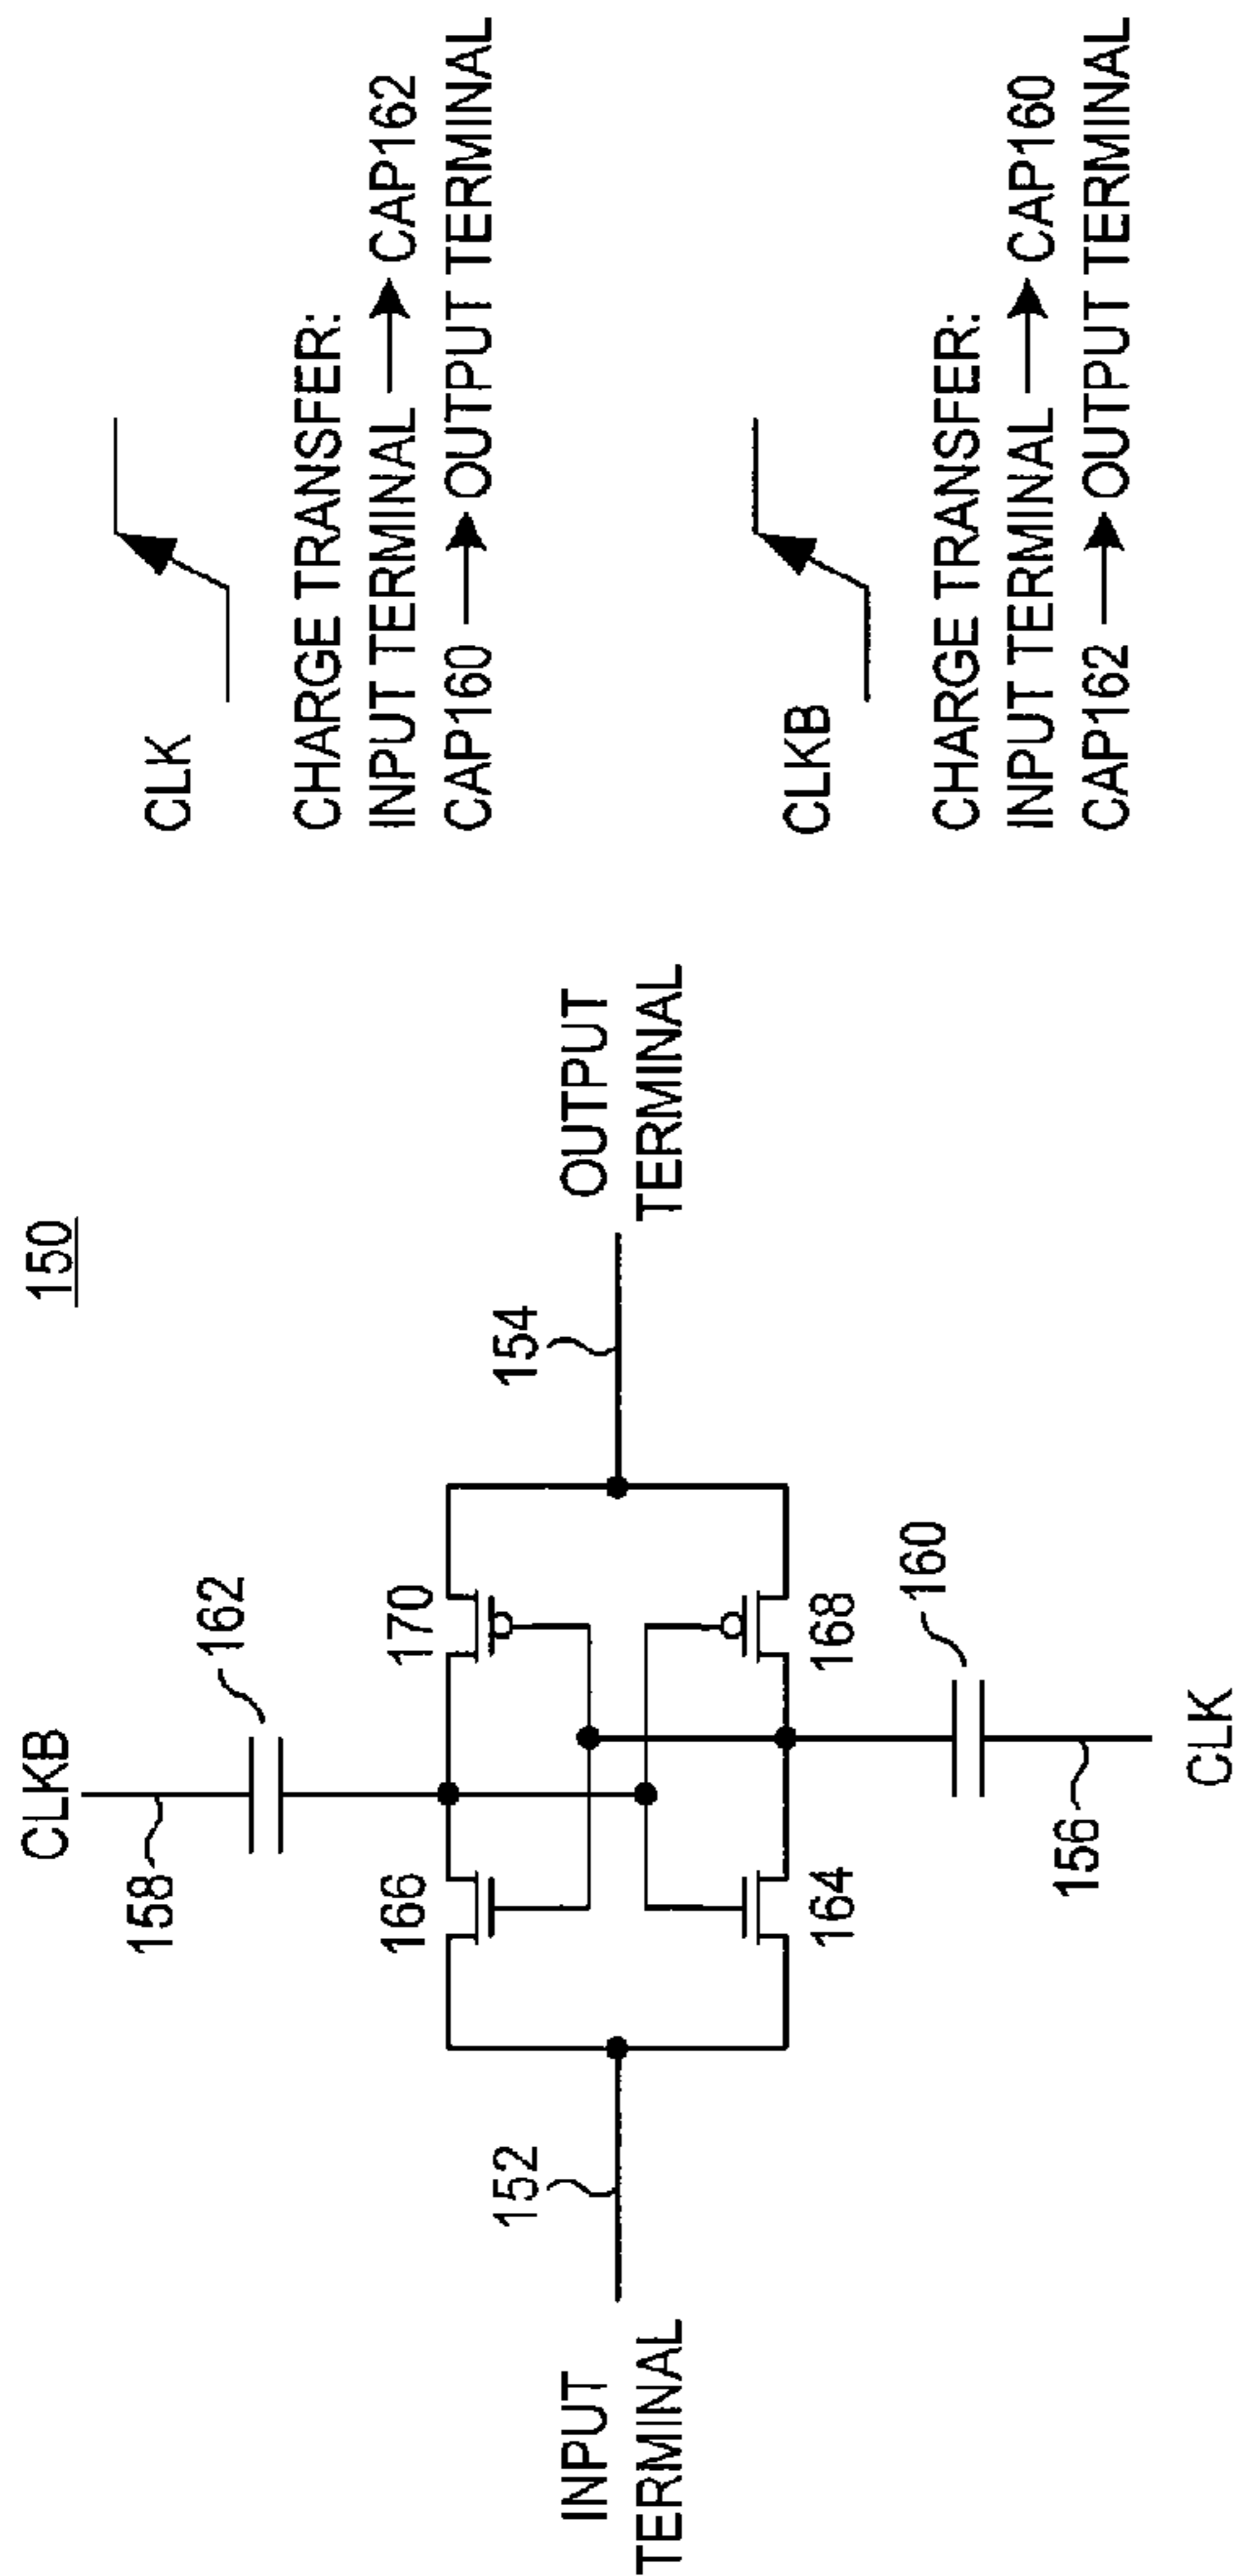 150
CLKB
158
162
166
170
INPUT
TERMINAL
152
154
OUTPUT
TERMINAL
164
168
160
156
CLK
CLK
CHARGE TRANSFER:
INPUT TERMINAL → CAP162
CAP160 → OUTPUT TERMINAL
CLKB
CHARGE TRANSFER:
INPUT TERMINAL → CAP160
CAP162 → OUTPUT TERMINAL